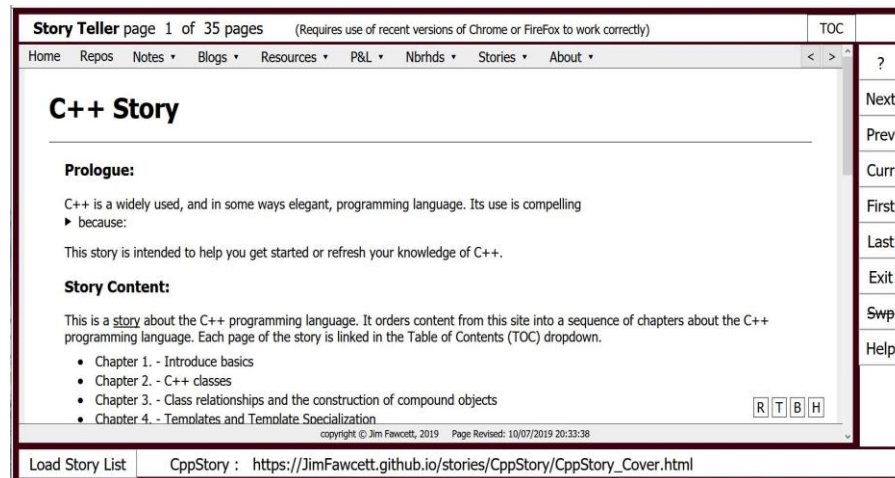 Story Teller page 1 of 35 pages (Requires use of recent versions of Chrome or FireFox to work correctly) TOC
Home Repos Notes ▾ Blogs ▾ Resources ▾ P&L ▾ Nbrhds ▾ Stories ▾ About ▾ < >
?
Next
Prev
Curr
First
Last
Exit
Swp
Help
C++ Story
Prologue:
C++ is a widely used, and in some ways elegant, programming language. Its use is compelling
▶ because:
This story is intended to help you get started or refresh your knowledge of C++.
Story Content:
This is a story about the C++ programming language. It orders content from this site into a sequence of chapters about the C++
programming language. Each page of the story is linked in the Table of Contents (TOC) dropdown.
• Chapter 1. - Introduce basics
• Chapter 2. - C++ classes
• Chapter 3. - Class relationships and the construction of compound objects
• Chapter 4. - Templates and Template Specialization
R T B H
copyright © Jim Fawcett, 2019 Page Revised: 10/07/2019 20:33:38
Load Story List CppStory : https://JimFawcett.github.io/stories/CppStory/CppStory_Cover.html